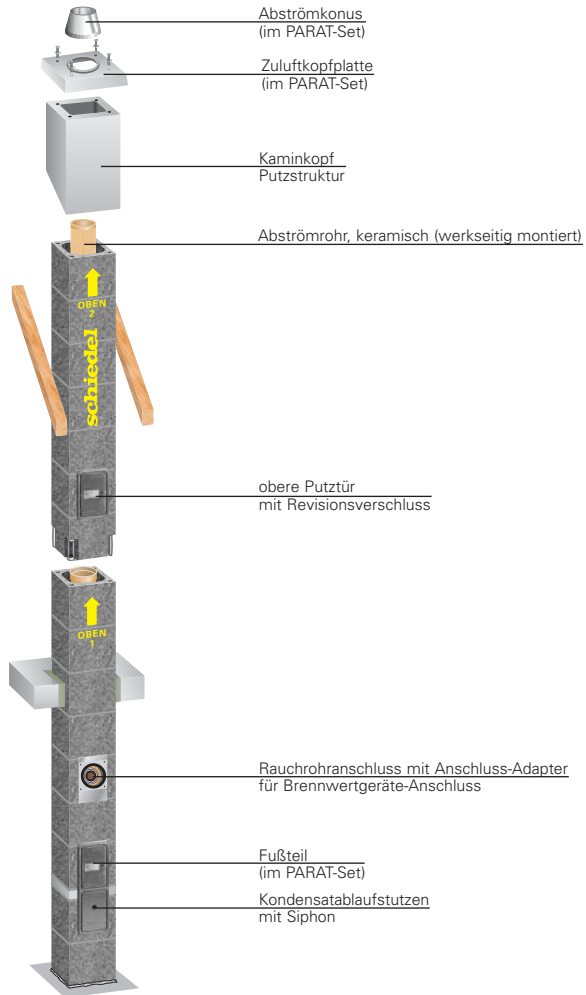 Abströmkonus
(im PARAT-Set)
Zuluftkopfplatte
(im PARAT-Set)
Kaminkopf
Putzstruktur
Abströmrohr, keramisch (werkseitig montiert)
OBEN
2
schiedel
obere Putztür
mit Revisionsverschluss
OBEN
1
Rauchrohranschluss mit Anschluss-Adapter
für Brennwertgeräte-Anschluss
Fußteil
(im PARAT-Set)
Kondensatablaufstutzen
mit Siphon